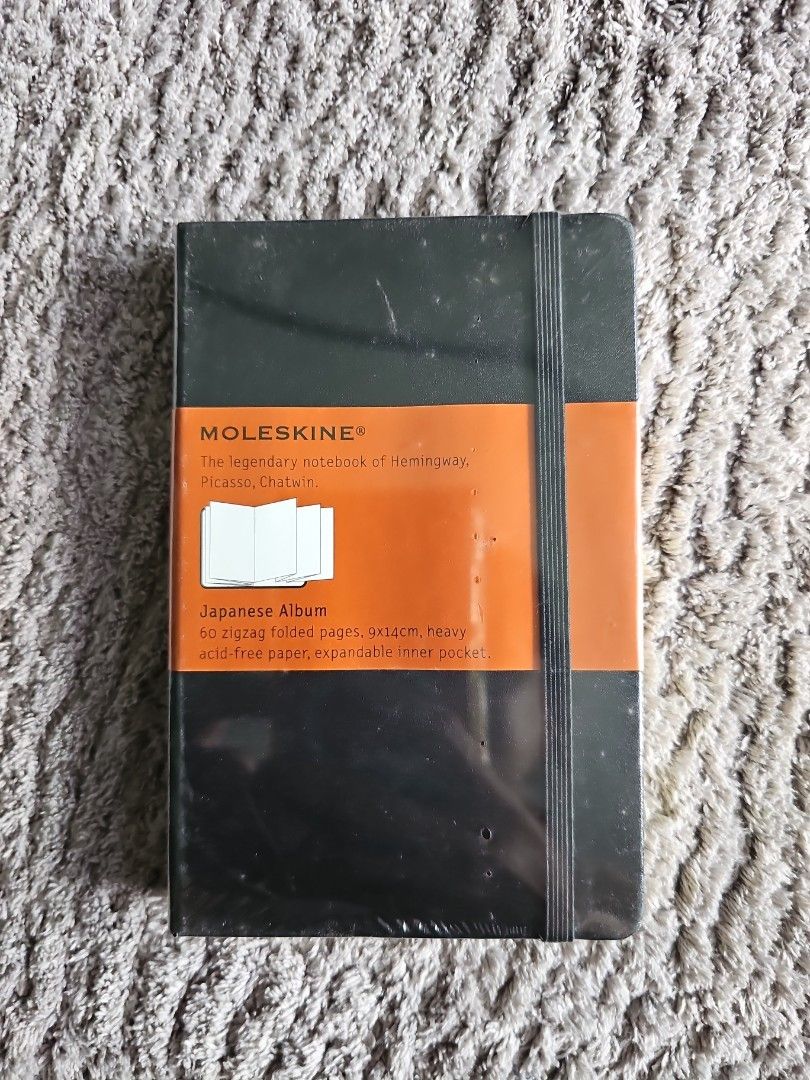 MOLESKINE®
The legendary notebook of Hemingway,
Picasso, Chatwin.
Japanese Album
60 zigzag folded pages, 9x14cm, heavy
acid-free paper, expandable inner pocket.